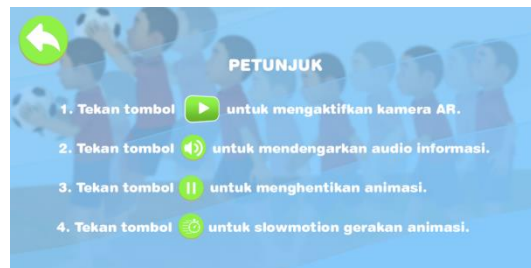 PETUNJUK
1. Tekan tombol untuk mengaktifkan kamera AR.
2. Tekan tombol untuk mendengarkan audio informasi.
3. Tekan tombol untuk menghentikan animasi.
4. Tekan tombol untuk slowmotion gerakan animasi.